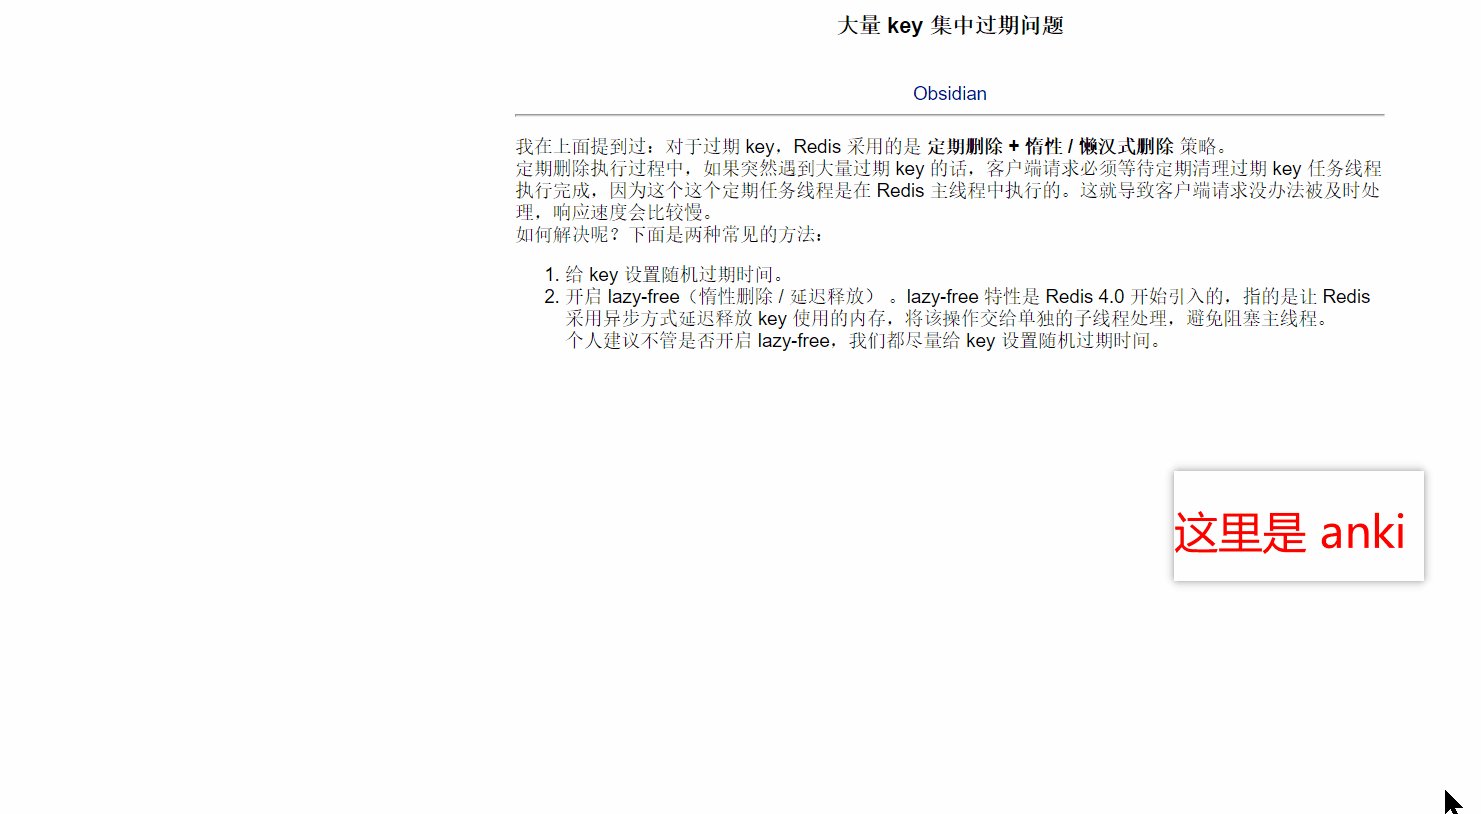 大量 key 集中过期问题
Obsidian
我在上面提到过：对于过期 key，Redis 采用的是 定期删除 + 惰性 / 懒汉式删除 策略。
定期删除执行过程中，如果突然遇到大量过期 key 的话，客户端请求必须等待定期清理过期 key 任务线程
执行完成，因为这个这个定期任务线程是在 Redis 主线程中执行的。这就导致客户端请求没办法被及时处
理，响应速度会比较慢。
如何解决呢？下面是两种常见的方法：
1. 给 key 设置随机过期时间。
2. 开启 lazy-free（惰性删除 / 延迟释放） 。lazy-free 特性是 Redis 4.0 开始引入的，指的是让 Redis
采用异步方式延迟释放 key 使用的内存，将该操作交给单独的子线程处理，避免阻塞主线程。
个人建议不管是否开启 lazy-free，我们都尽量给 key 设置随机过期时间。
这里是 anki